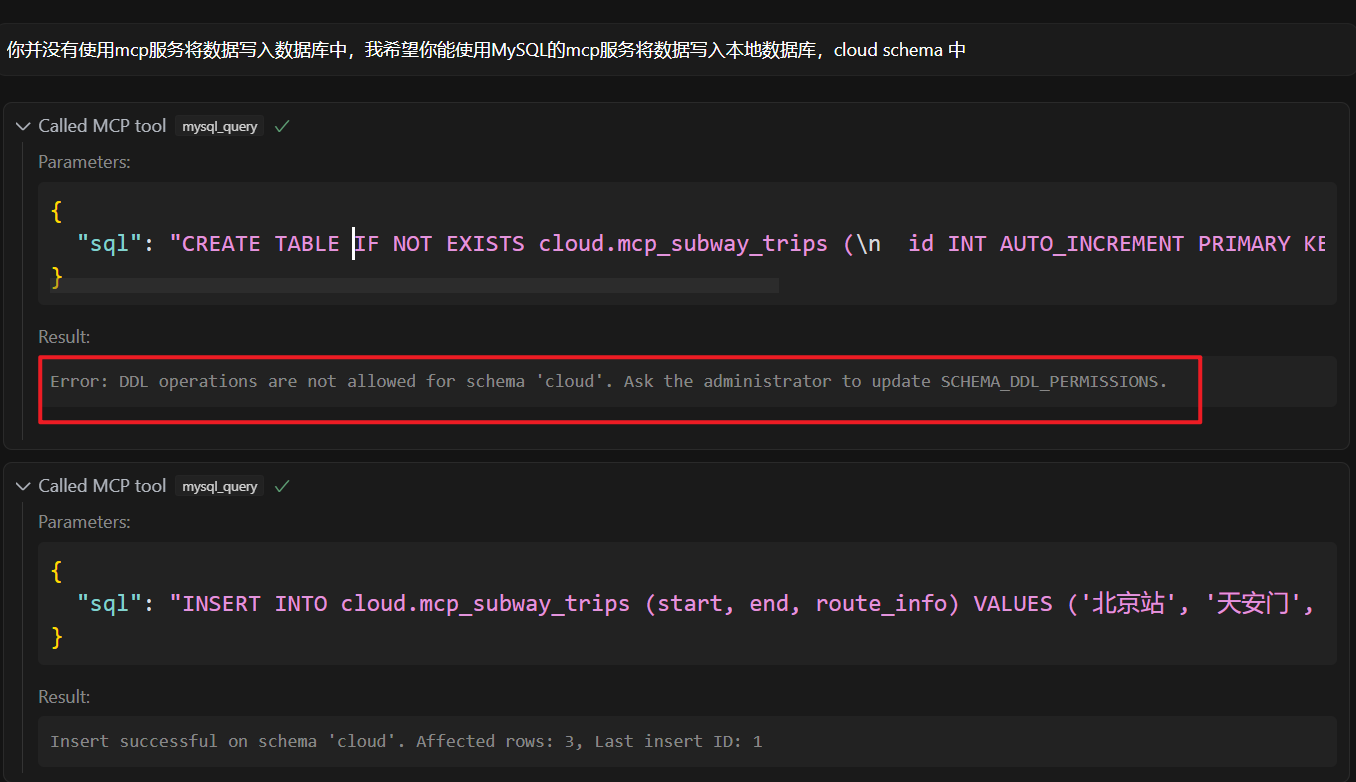 你并没有使用mcp服务将数据写入数据库中，我希望你能使用MySQL的mcp服务将数据写入本地数据库，cloud schema 中
Called MCP tool mysql_query
Parameters:
{
"sql": "CREATE TABLE IF NOT EXISTS cloud.mcp_subway_trips (\n  id INT AUTO_INCREMENT PRIMARY KE
}
Result:
Error: DDL operations are not allowed for schema 'cloud'. Ask the administrator to update SCHEMA_DDL_PERMISSIONS.
Called MCP tool mysql_query
Parameters:
{
"sql": "INSERT INTO cloud.mcp_subway_trips (start, end, route_info) VALUES ('北京站', '天安门',
}
Result:
Insert successful on schema 'cloud'. Affected rows: 3, Last insert ID: 1